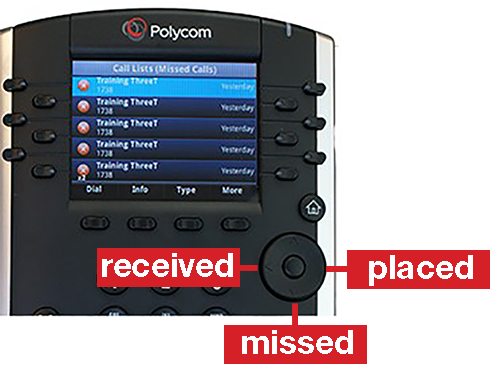 Polycom
Call Lists (Missed Calls)
Training ThreeT
1738 Yesterday
Training ThreeT
1738 Yesterday
Training ThreeT
1738 Yesterday
Training ThreeT
1738 Yesterday
Training ThreeT
x2 1738 Yesterday
Dial Info Type More
received placed
missed